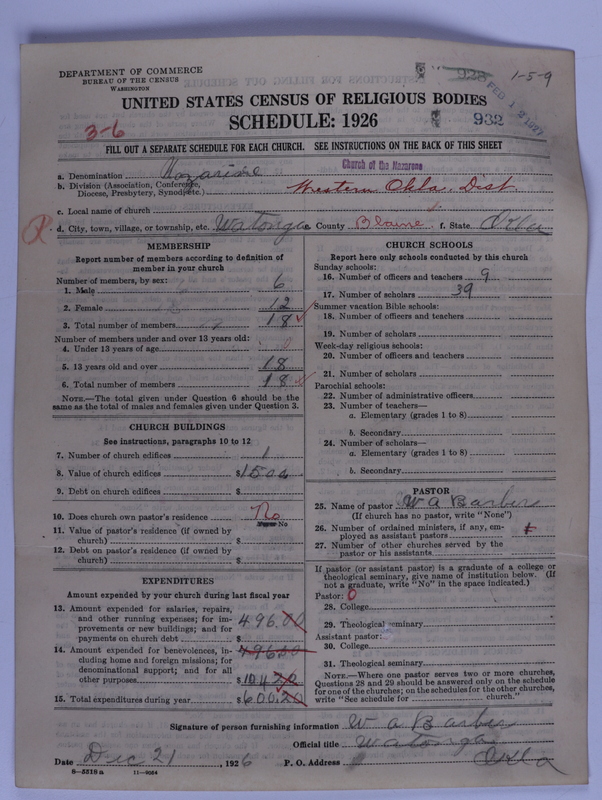 DEPARTMENT OF COMMERCE
BUREAU OF THE CENSUS
WASHINGTON
928
1-5-9
FEB 1 2 1927
UNITED STATES CENSUS OF RELIGIOUS BODIES
SCHEDULE: 1926
932
3-6
FILL OUT A SEPARATE SCHEDULE FOR EACH CHURCH. SEE INSTRUCTIONS ON THE BACK OF THIS SHEET
Church of the Nazarene
a. Denomination Nazarine
b. Division (Association, Conference, Diocese, Presbytery, Synod, etc.) Western Okla. Dist.
c. Local name of church
d. City, town, village, or township, etc. Watonga e. County Blaine f. State Okla
MEMBERSHIP
Report number of members according to definition of member in your church
Number of members, by sex:
1. Male 6
2. Female 12
3. Total number of members 18
Number of members under and over 13 years old:
4. Under 13 years of age 0
5. 13 years old and over 18
6. Total number of members 18
NOTE.—The total given under Question 6 should be the same as the total of males and females given under Question 3.
CHURCH BUILDINGS
See instructions, paragraphs 10 to 12
7. Number of church edifices 1
8. Value of church edifices $1500
9. Debt on church edifices $
10. Does church own pastor's residence No
Yes or No
11. Value of pastor's residence (if owned by church) $
12. Debt on pastor's residence (if owned by church) $
EXPENDITURES
Amount expended by your church during last fiscal year
13. Amount expended for salaries, repairs, and other running expenses; for improvements or new buildings; and for payments on church debt $ 496.00
14. Amount expended for benevolences, including home and foreign missions; for denominational support; and for all other purposes $104.20
15. Total expenditures during year $600.20
CHURCH SCHOOLS
Report here only schools conducted by this church
Sunday schools:
16. Number of officers and teachers 9
17. Number of scholars 39
Summer vacation Bible schools:
18. Number of officers and teachers
19. Number of scholars
Week-day religious schools:
20. Number of officers and teachers
21. Number of scholars
Parochial schools:
22. Number of administrative officers
23. Number of teachers—
a. Elementary (grades 1 to 8)
b. Secondary
24. Number of scholars—
a. Elementary (grades 1 to 8)
b. Secondary
PASTOR
25. Name of pastor W A Barber
(If church has no pastor, write "None")
26. Number of ordained ministers, if any, employed as assistant pastors
27. Number of other churches served by the pastor or his assistants
If pastor (or assistant pastor) is a graduate of a college or theological seminary, give name of institution below. (If not a graduate, write "No" in the space indicated.)
Pastor: 0
28. College
29. Theological seminary
Assistant pastor:
30. College
31. Theological seminary
NOTE.—Where one pastor serves two or more churches, Questions 28 and 29 should be answered only on the schedule for one of the churches; on the schedules for the other churches, write "See schedule for church."
Signature of person furnishing information W A Barber
Official title Watonga
Date Dec 21, 1926 P. O. Address Okla
8-5518 a 11-9054